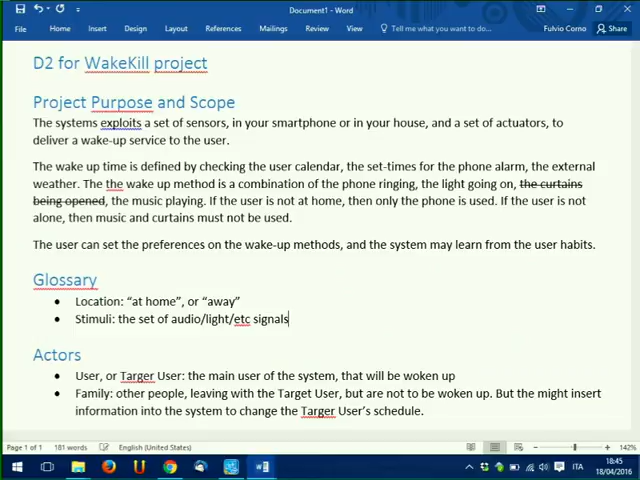 Document1 - Word
File Home Insert Design Layout References Mailings Review View Tell me what you want to do... Fulvio Corno Share
D2 for WakeKill project
Project Purpose and Scope
The systems exploits a set of sensors, in your smartphone or in your house, and a set of actuators, to
deliver a wake-up service to the user.
The wake up time is defined by checking the user calendar, the set-times for the phone alarm, the external
weather. The the wake up method is a combination of the phone ringing, the light going on, the curtains
being opened, the music playing. If the user is not at home, then only the phone is used. If the user is not
alone, then music and curtains must not be used.
The user can set the preferences on the wake-up methods, and the system may learn from the user habits.
Glossary
• Location: “at home”, or “away”
• Stimuli: the set of audio/light/etc signals
Actors
• User, or Targer User: the main user of the system, that will be woken up
• Family: other people, leaving with the Target User, but are not to be woken up. But the might insert
information into the system to change the Targer User’s schedule.
Page 1 of 1 181 words English (United States) 142%
18:45
ITA
18/04/2016